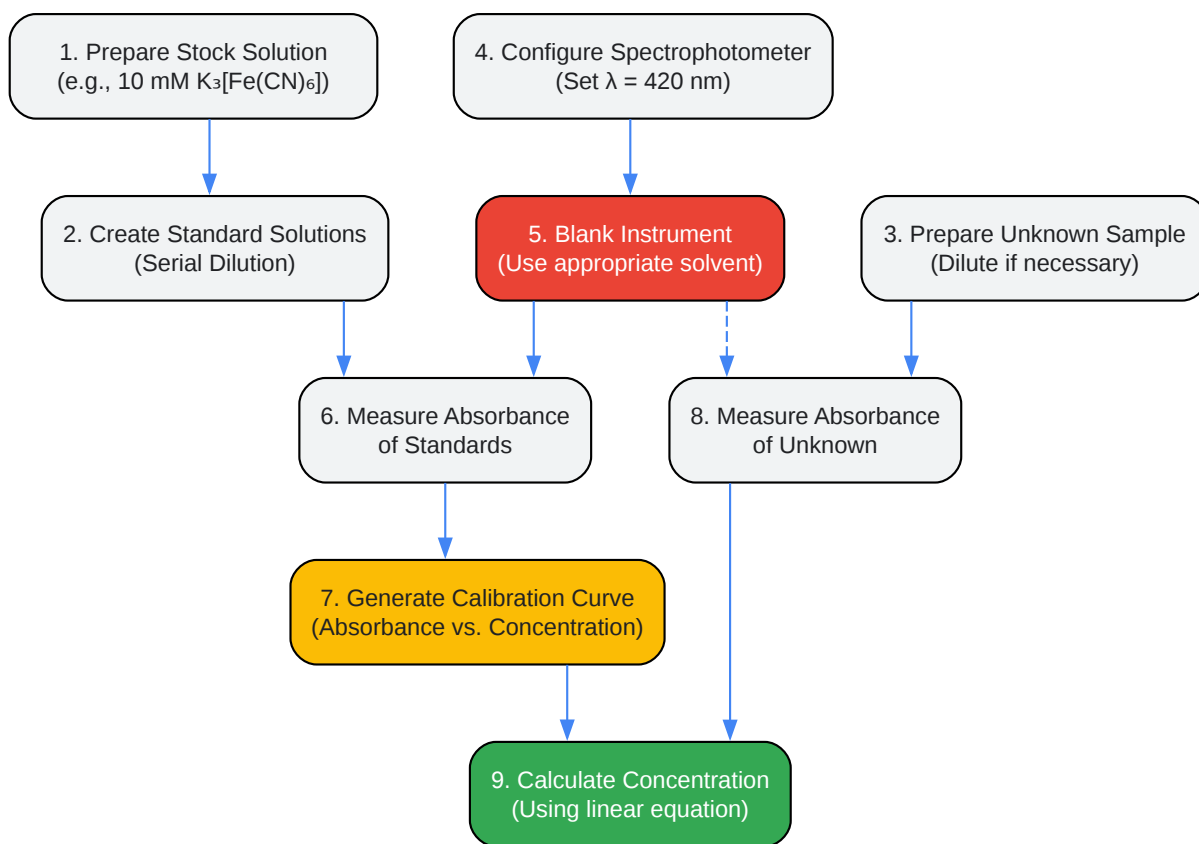 1. Prepare Stock Solution
(e.g., 10 mM K₃[Fe(CN)₆])
4. Configure Spectrophotometer
(Set λ = 420 nm)
2. Create Standard Solutions
(Serial Dilution)
5. Blank Instrument
(Use appropriate solvent)
3. Prepare Unknown Sample
(Dilute if necessary)
6. Measure Absorbance
of Standards
8. Measure Absorbance
of Unknown
7. Generate Calibration Curve
(Absorbance vs. Concentration)
9. Calculate Concentration
(Using linear equation)